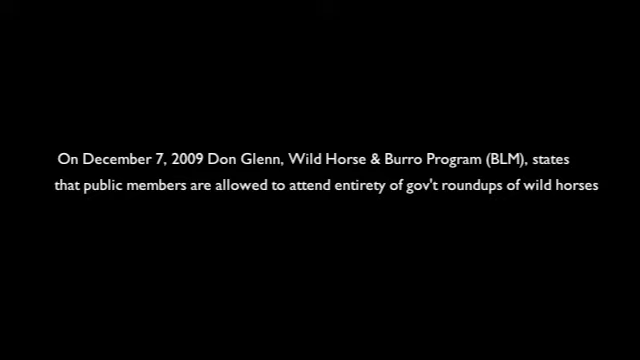 On December 7, 2009 Don Glenn, Wild Horse & Burro Program (BLM), states
that public members are allowed to attend entirety of gov't roundups of wild horses